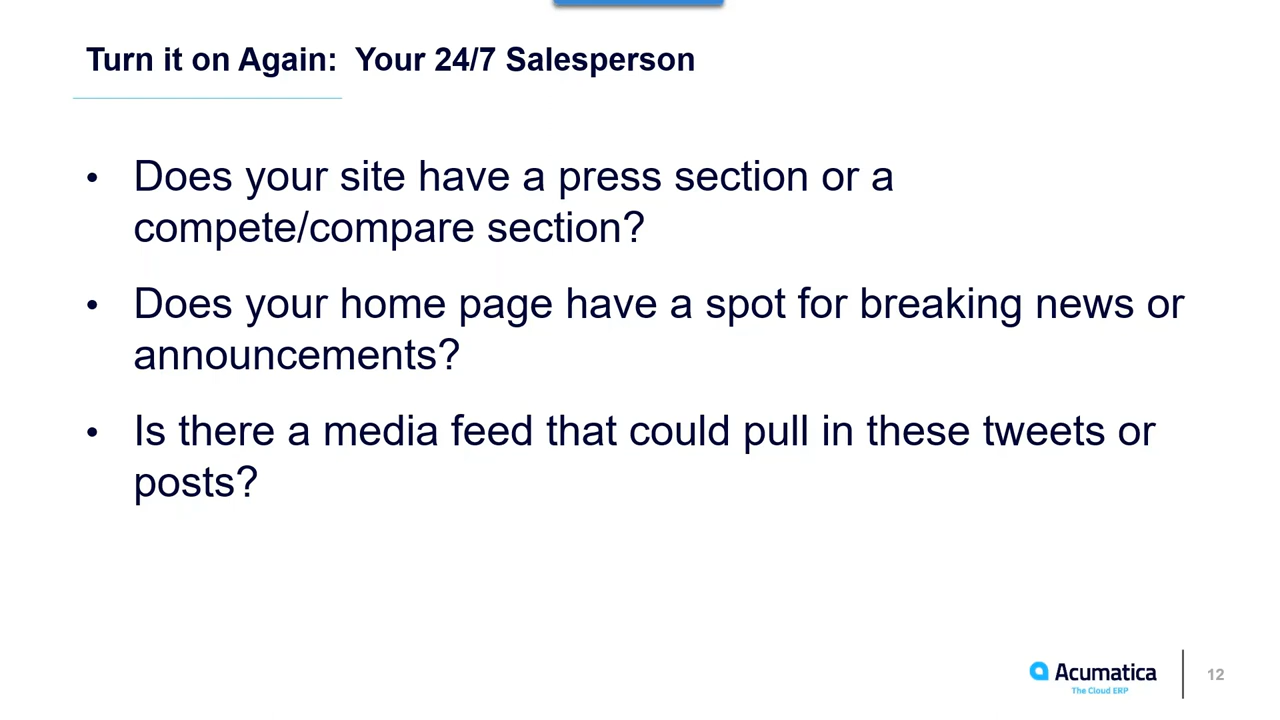 Turn it on Again:  Your 24/7 Salesperson
• Does your site have a press section or a
compete/compare section?
• Does your home page have a spot for breaking news or
announcements?
• Is there a media feed that could pull in these tweets or
posts?
Acumatica
The Cloud ERP
12